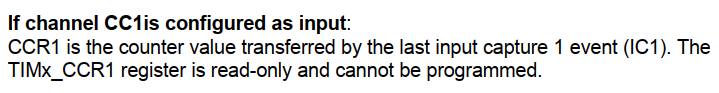 If channel CC1is configured as input:
CCR1 is the counter value transferred by the last input capture 1 event (IC1). The
TIMx_CCR1 register is read-only and cannot be programmed.